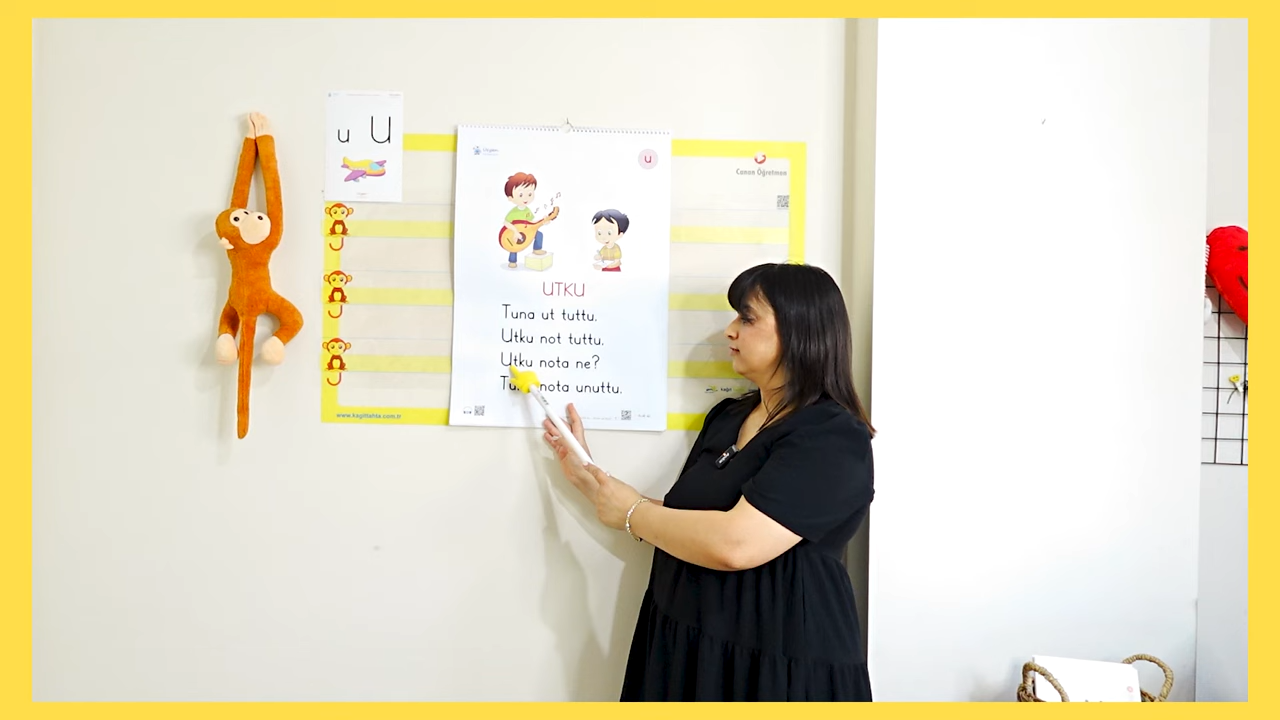 u U
u
Canan Öğretmen
UTKU
Tuna ut tuttu.
Utku not tuttu.
Utku nota ne?
nota unuttu.
www.kagittahta.com.tr